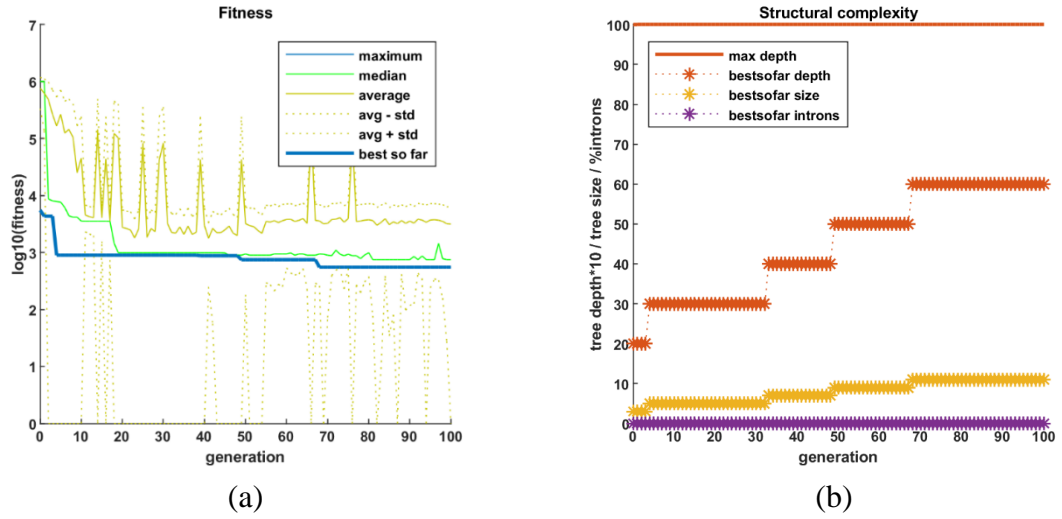 Fitness
maximum
median
average
avg - std
avg + std
best so far
log10(fitness)
7
6
5
4
3
2
1
0
0 10 20 30 40 50 60 70 80 90 100
generation
(a)
Structural complexity
max depth
bestsofar depth
bestsofar size
bestsofar introns
tree depth*10 / tree size / %introns
100
90
80
70
60
50
40
30
20
10
0
0 10 20 30 40 50 60 70 80 90 100
generation
(b)